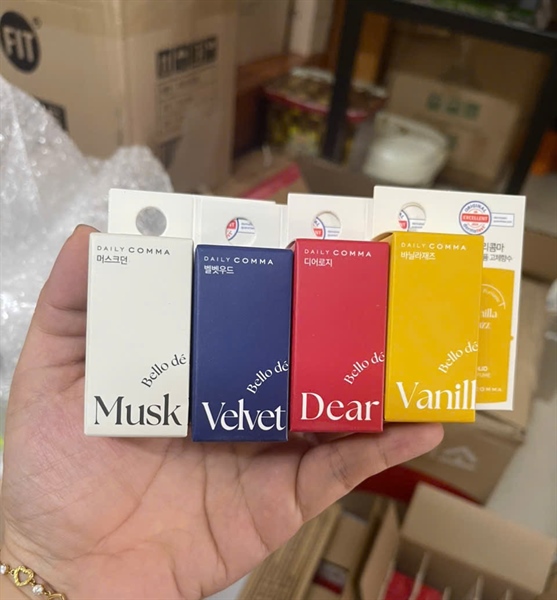 FIT
ORIGINAL
EXCELLENT
DAILY COMMA
머스크던
Bello dé
Musk
DAILY COMMA
벨벳우드
Bello dé
Velvet
DAILY COMMA
디어로지
Bello dé
Dear
DAILY COMMA
바닐라재즈
Bello dé
Vanill